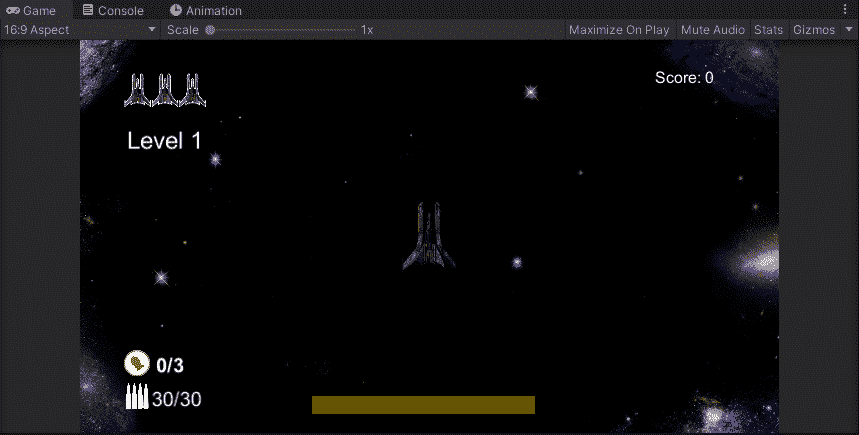 Game Console Animation
16:9 Aspect Scale 1x Maximize On Play Mute Audio Stats Gizmos
Score: 0
Level 1
0/3
30/30